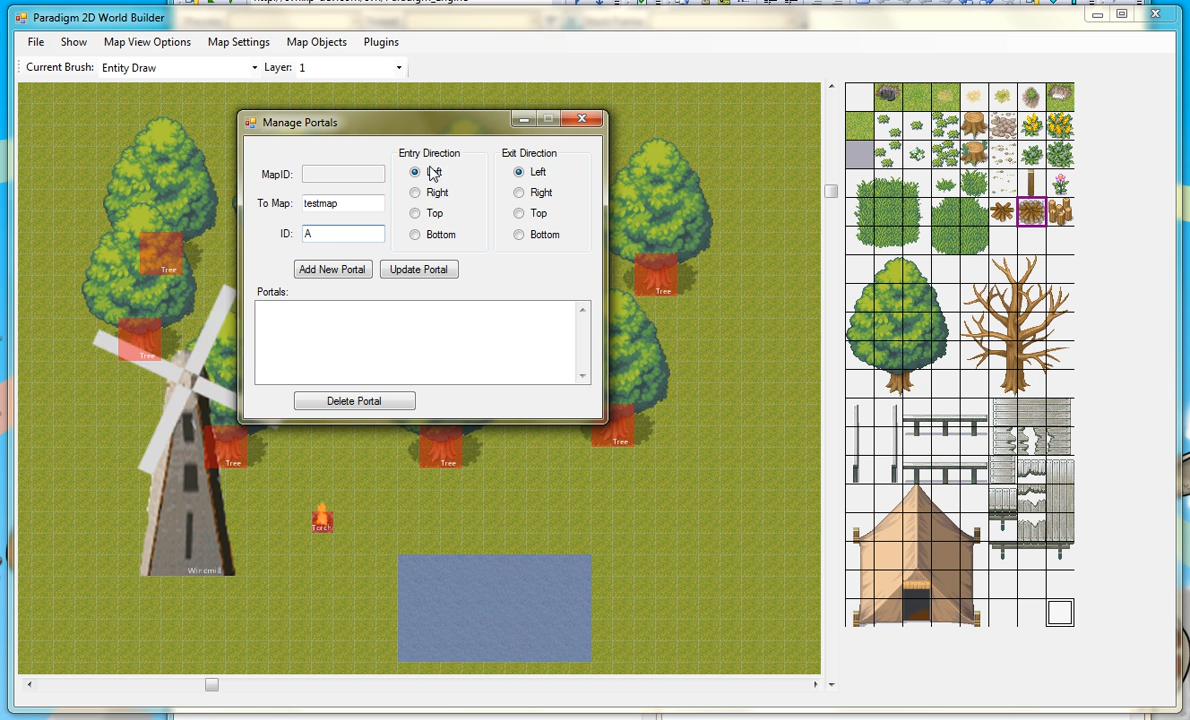 Paradigm 2D World Builder
File Show Map View Options Map Settings Map Objects Plugins
Current Brush: Entity Draw Layer: 1
Manage Portals
Entry Direction Exit Direction
MapID: Left Left
Right Right
To Map: testmap
Top Top
ID: A Bottom Bottom
Add New Portal Update Portal
Portals:
Delete Portal
Tree
Tree
Tree
Tree
Tree
Tree
Torch
Windmill